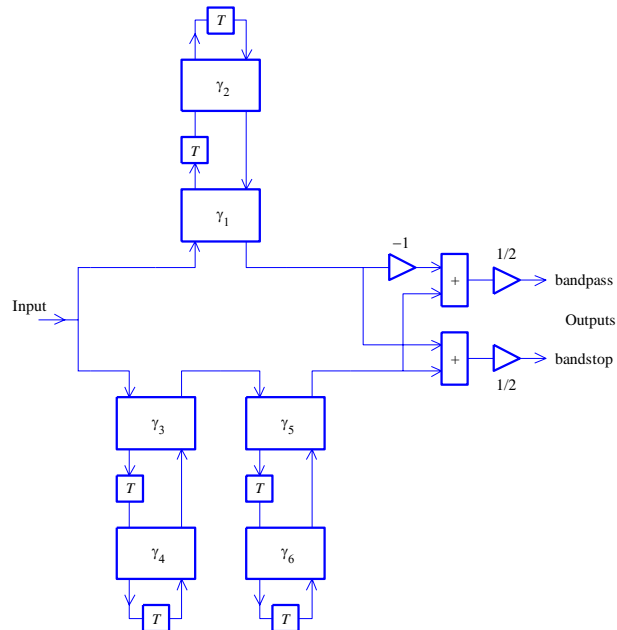 T
γ2
T
γ1
−1
+
1/2
bandpass
Input
Outputs
+
1/2
bandstop
γ3
γ5
T
T
γ4
γ6
T
T